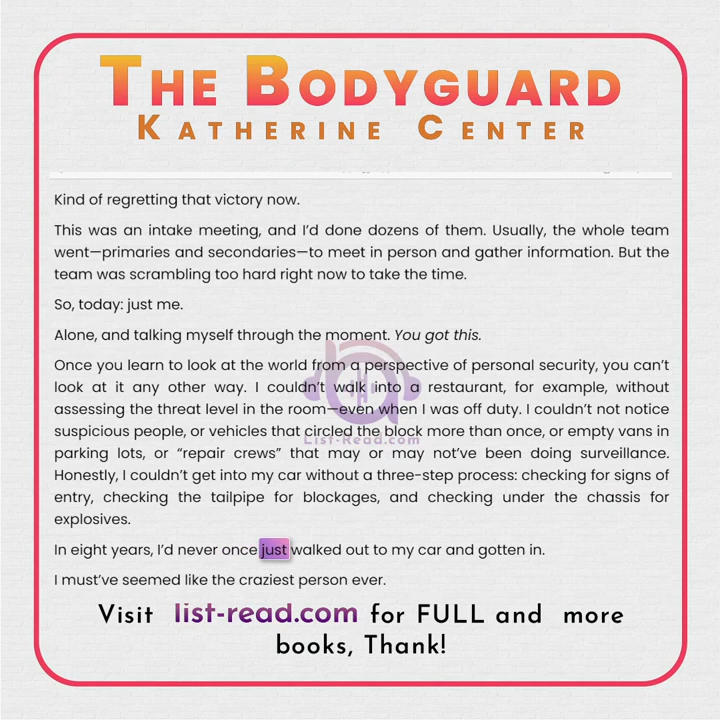 THE BODYGUARD
KATHERINE CENTER
Kind of regretting that victory now.
This was an intake meeting, and I'd done dozens of them. Usually, the whole team
went—primaries and secondaries—to meet in person and gather information. But the
team was scrambling too hard right now to take the time.
So, today: just me.
Alone, and talking myself through the moment. You got this.
Once you learn to look at the world from a perspective of personal security, you can't
look at it any other way. I couldn't walk into a restaurant, for example, without
assessing the threat level in the room—even when I was off duty. I couldn't not notice
suspicious people, or vehicles that circled the block more than once, or empty vans in
List-Read.com
parking lots, or “repair crews” that may or may not've been doing surveillance.
Honestly, I couldn't get into my car without a three-step process: checking for signs of
entry, checking the tailpipe for blockages, and checking under the chassis for
explosives.
In eight years, I'd never once just walked out to my car and gotten in.
I must've seemed like the craziest person ever.
Visit list-read.com for FULL and more
books, Thank!